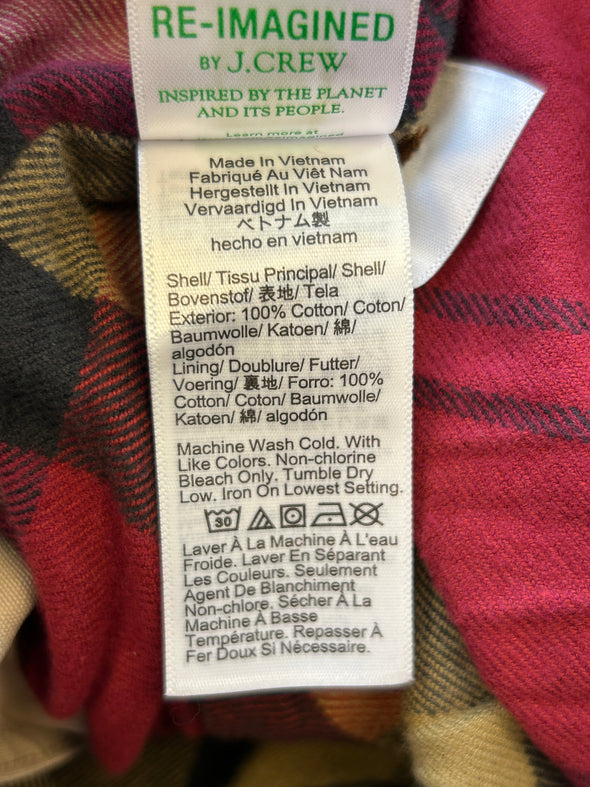 RE-IMAGINED
BY J.CREW
INSPIRED BY THE PLANET
AND ITS PEOPLE.
Learn more at
Made In Vietnam
Fabriqué Au Viêt Nam
Hergestellt In Vietnam
Vervaardigd In Vietnam
ベトナム製
hecho en vietnam
Shell/ Tissu Principal/ Shell/
Bovenstof/ 表地/ Tela
Exterior: 100% Cotton/ Coton/
Baumwolle/ Katoen/ 綿/
algodón
Lining/ Doublure/ Futter/
Voering/ 裏地/ Forro: 100%
Cotton/ Coton/ Baumwolle/
Katoen/ 綿/ algodón
Machine Wash Cold. With
Like Colors. Non-chlorine
Bleach Only. Tumble Dry
Low. Iron On Lowest Setting.
30
Laver À La Machine À L'eau
Froide. Laver En Séparant
Les Couleurs. Seulement
Agent De Blanchiment
Non-chlore. Sécher À La
Machine À Basse
Température. Repasser À
Fer Doux Si Nécessaire.